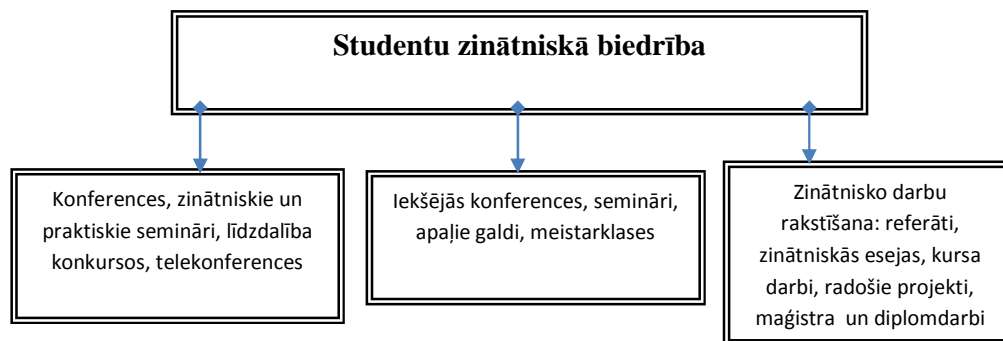 Studentu zinātniskā biedrība
Konferences, zinātniskie un
praktiskie semināri, līdzdalība
konkursos, telekonferences
Iekšējās konferences, semināri,
apaļie galdi, meistarklases
Zinātnisko darbu
rakstīšana: referāti,
zinātniskās esejas, kursa
darbi, radošie projekti,
maģistra un diplomdarbi